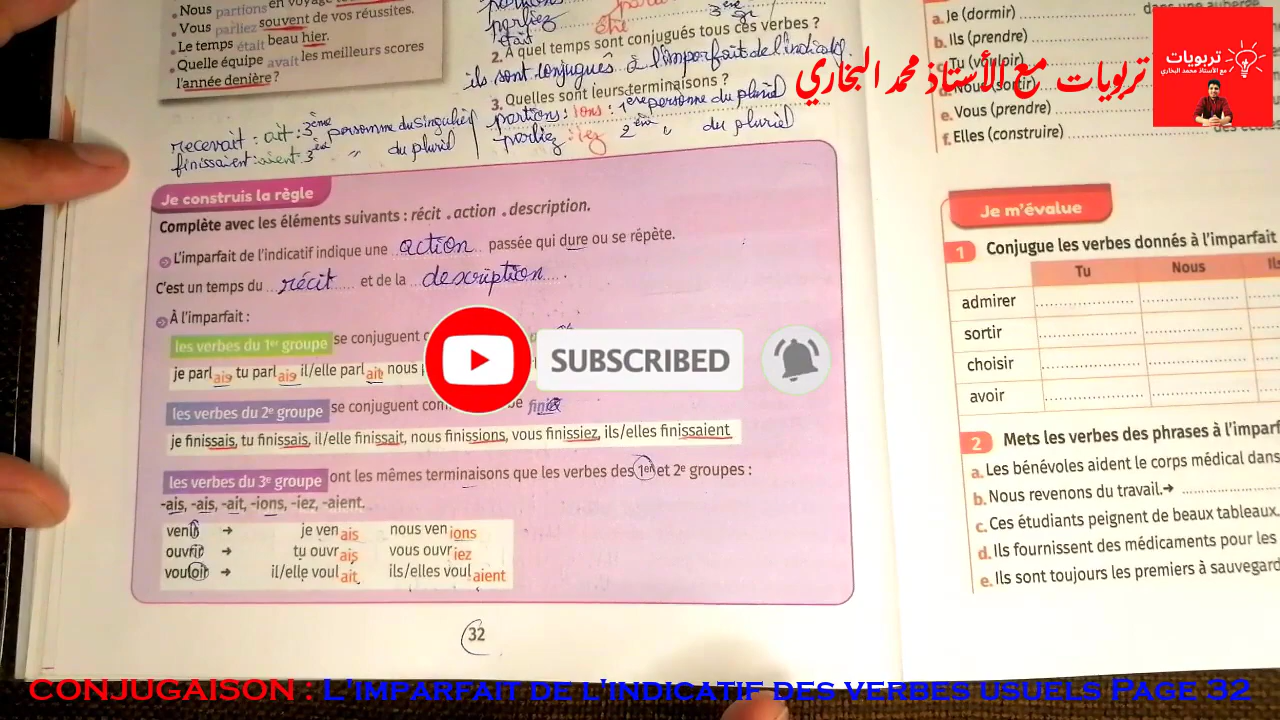 Nous partions en voyage
Vous parliez souvent de vos réussites.
Le temps était beau hier.
Quelle équipe avait les meilleurs scores
l'année denière ?
parliez
était
été
2. À quel temps sont conjugués tous ces verbes ?
ils sont conjugués à l'imparfait de l'indicatif.
3. Quelles sont leurs terminaisons ?
partions : ions : 1ère personne du pluriel
parliez : iez 2ème " du pluriel
recevait : ait : 3ème personne du singulier
finissaient : aient 3ème " du pluriel
Je construis la règle
Complète avec les éléments suivants : récit . action . description.
L'imparfait de l'indicatif indique une action passée qui dure ou se répète.
C'est un temps du récit et de la description.
À l'imparfait :
les verbes du 1er groupe se conjuguent
je parlais tu parlais il/elle parlait nous
les verbes du 2e groupe se conjuguent
je finissais, tu finissais, il/elle finissait, nous finissions, vous finissiez, ils/elles finissaient
les verbes du 3e groupe ont les mêmes terminaisons que les verbes des 1er et 2e groupes :
-ais, -ais, -ait, -ions, -iez, -aient.
venir → je venais nous venions
ouvrir → tu ouvrais vous ouvriez
vouloir → il/elle voulait ils/elles voulaient
32
a. Je (dormir) dans une auberge
b. Ils (prendre)
c. Tu (vouloir)
d. Nous (sortir)
e. Vous (prendre)
f. Elles (construire) des
Je m'évalue
1 Conjugue les verbes donnés à l'imparfait
Tu Nous Ils
admirer
sortir
choisir
avoir
2 Mets les verbes des phrases à l'imparf
a. Les bénévoles aident le corps médical dans
b. Nous revenons du travail.→
c. Ces étudiants peignent de beaux tableaux.
d. Ils fournissent des médicaments pour les
e. Ils sont toujours les premiers à sauvegard
تربويات مع الأستاذ محمد البخاري
تربويات
مع الأستاذ محمد البخاري
SUBSCRIBED
CONJUGAISON : L'imparfait de l'indicatif des verbes usuels Page 32